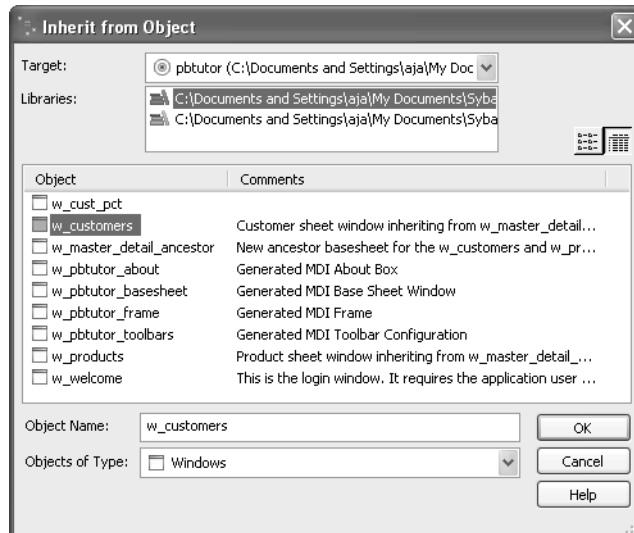 Inherit from Object
Target: pbtutor (C:\Documents and Settings\aja\My Doc
Libraries: C:\Documents and Settings\aja\My Documents\Syba
C:\Documents and Settings\aja\My Documents\Syba
Object Comments
w_cust_pct
w_customers Customer sheet window inheriting from w_master_detail...
w_master_detail_ancestor New ancestor basesheet for the w_customers and w_pr...
w_pbtutor_about Generated MDI About Box
w_pbtutor_basesheet Generated MDI Base Sheet Window
w_pbtutor_frame Generated MDI Frame
w_pbtutor_toolbars Generated MDI Toolbar Configuration
w_products Product sheet window inheriting from w_master_detail_...
w_welcome This is the login window. It requires the application user ...
Object Name: w_customers OK
Objects of Type: Windows Cancel
Help